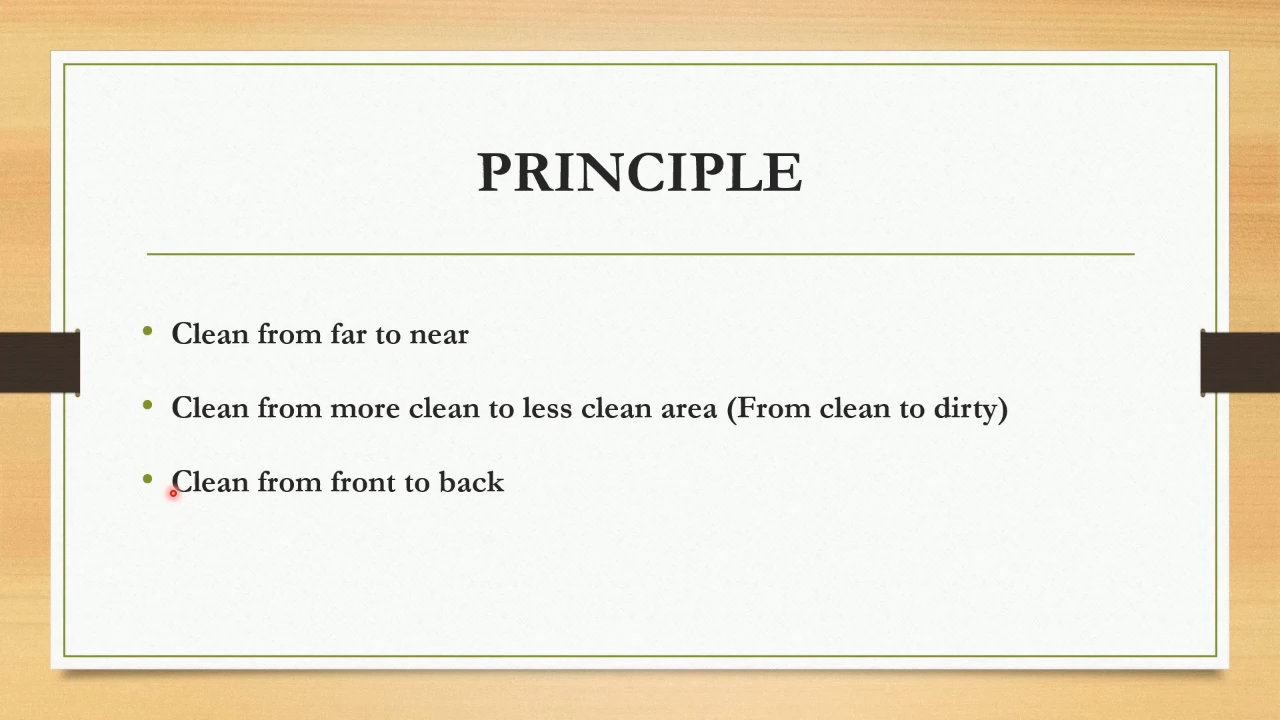 PRINCIPLE
• Clean from far to near
• Clean from more clean to less clean area (From clean to dirty)
• Clean from front to back